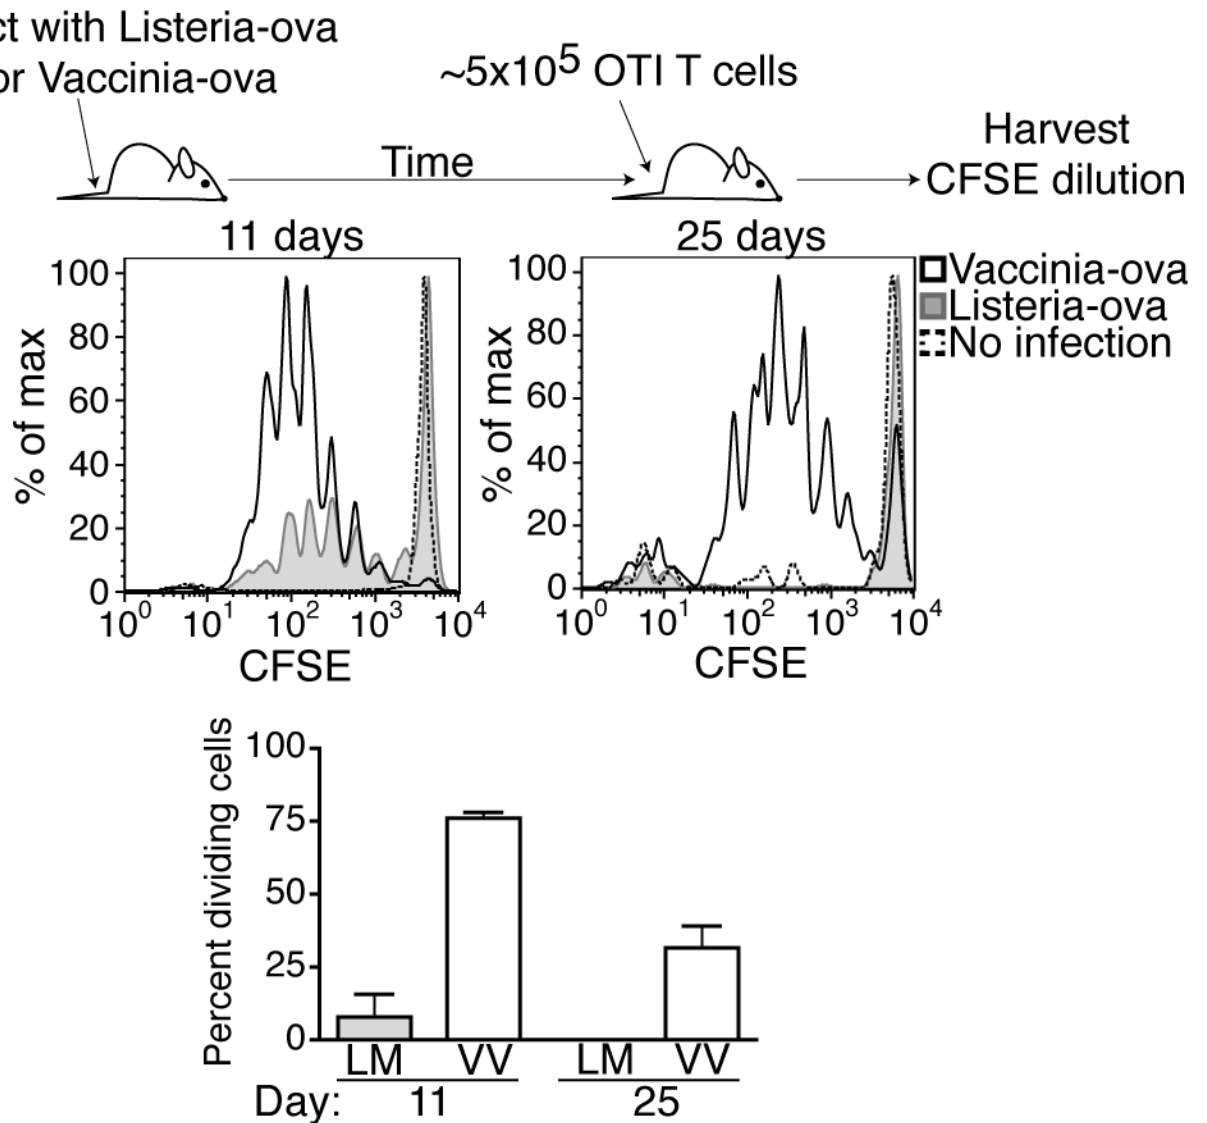 ct with Listeria-ova
or Vaccinia-ova
~5x10⁵ OTI T cells
Time
Harvest
CFSE dilution
11 days
25 days
% of max
100
80
60
40
20
0
10⁰ 10¹ 10² 10³ 10⁴
CFSE
% of max
100
80
60
40
20
0
10⁰ 10¹ 10² 10³ 10⁴
CFSE
Vaccinia-ova
Listeria-ova
No infection
Percent dividing cells
100
75
50
25
0
LM VV LM VV
Day: 11 25